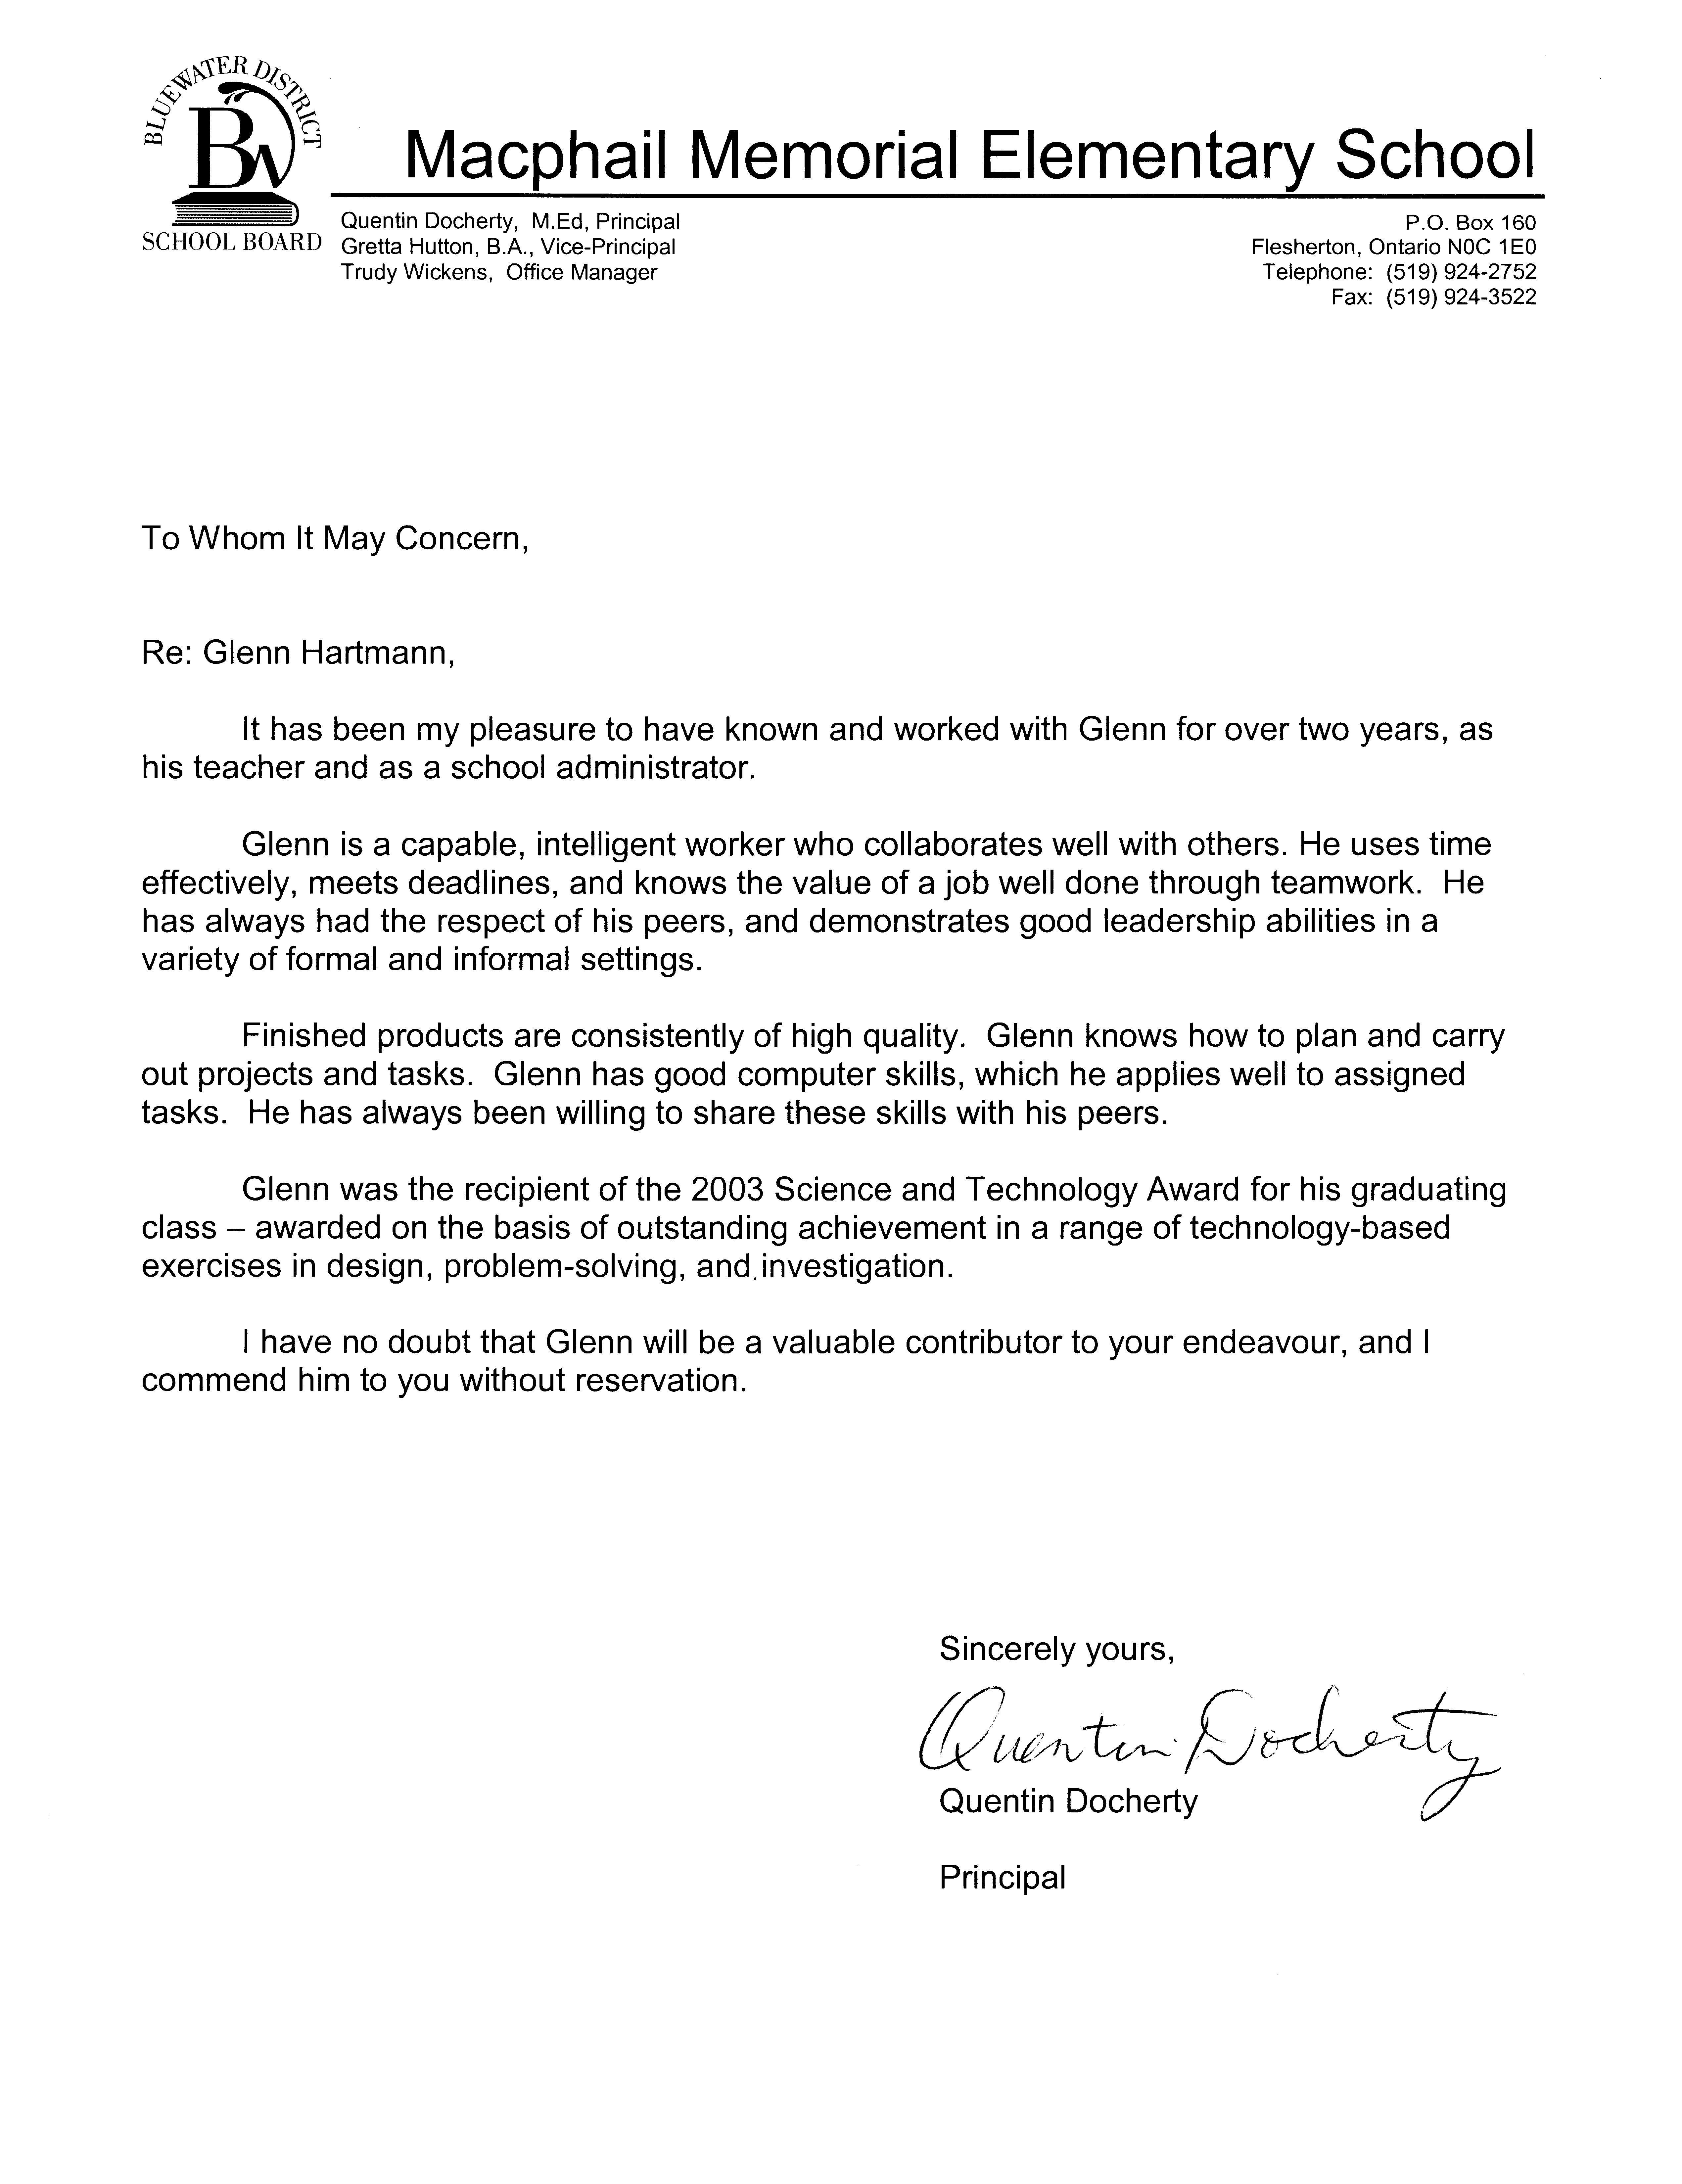 BLUEWATER DISTRICT
SCHOOL BOARD
Macphail Memorial Elementary School
Quentin Docherty, M.Ed, Principal
Gretta Hutton, B.A., Vice-Principal
Trudy Wickens, Office Manager
P.O. Box 160
Flesherton, Ontario N0C 1E0
Telephone: (519) 924-2752
Fax: (519) 924-3522
To Whom It May Concern,
Re: Glenn Hartmann,
It has been my pleasure to have known and worked with Glenn for over two years, as
his teacher and as a school administrator.
Glenn is a capable, intelligent worker who collaborates well with others. He uses time
effectively, meets deadlines, and knows the value of a job well done through teamwork. He
has always had the respect of his peers, and demonstrates good leadership abilities in a
variety of formal and informal settings.
Finished products are consistently of high quality. Glenn knows how to plan and carry
out projects and tasks. Glenn has good computer skills, which he applies well to assigned
tasks. He has always been willing to share these skills with his peers.
Glenn was the recipient of the 2003 Science and Technology Award for his graduating
class – awarded on the basis of outstanding achievement in a range of technology-based
exercises in design, problem-solving, and investigation.
I have no doubt that Glenn will be a valuable contributor to your endeavour, and I
commend him to you without reservation.
Sincerely yours,
Quentin Docherty
Quentin Docherty
Principal